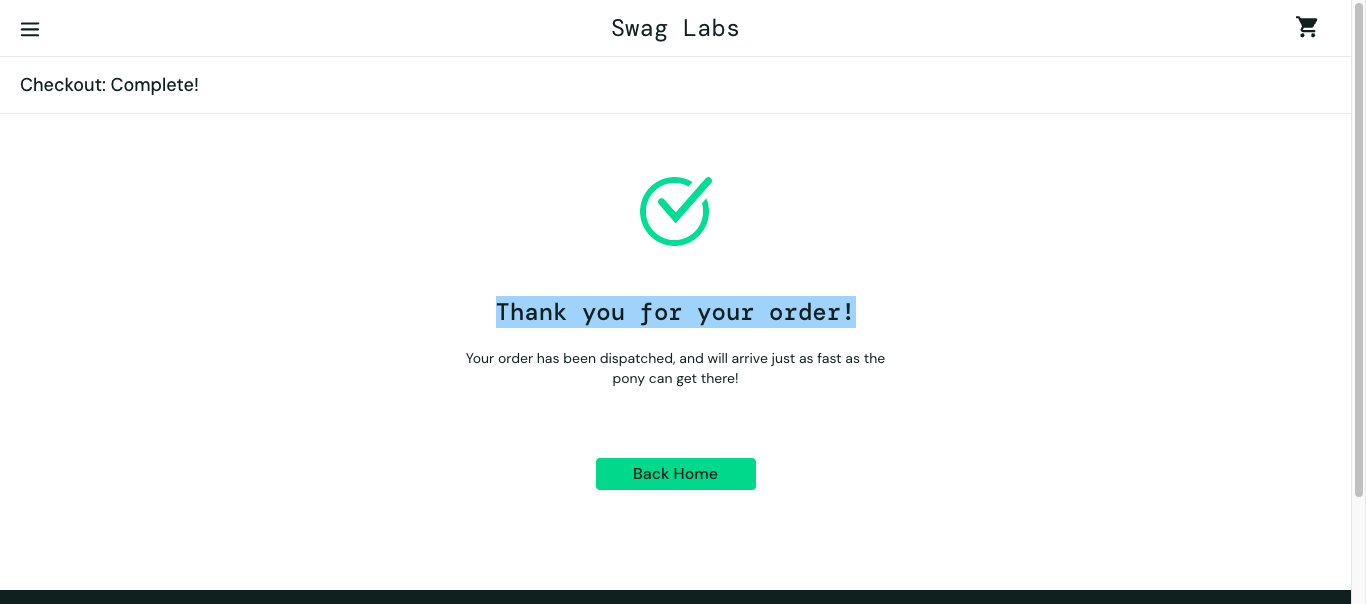 Swag Labs
Checkout: Complete!
Thank you for your order!
Your order has been dispatched, and will arrive just as fast as the
pony can get there!
Back Home